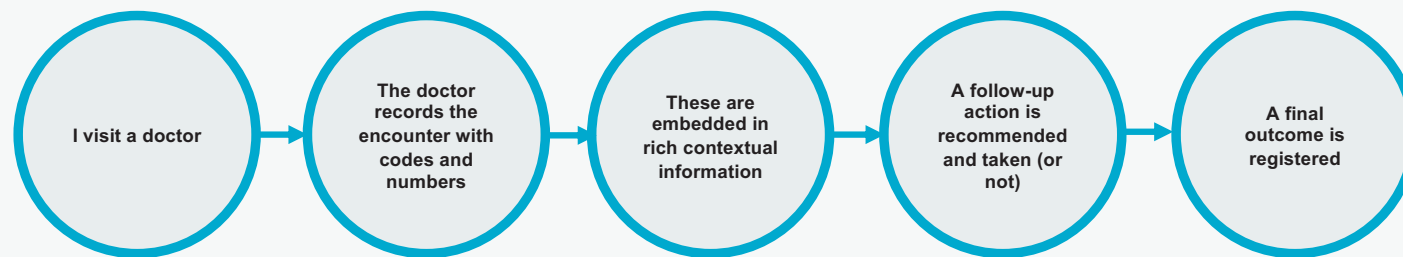 I visit a doctor
The doctor
records the
encounter with
codes and
numbers
These are
embedded in
rich contextual
information
A follow-up
action is
recommended
and taken (or
not)
A final
outcome is
registered